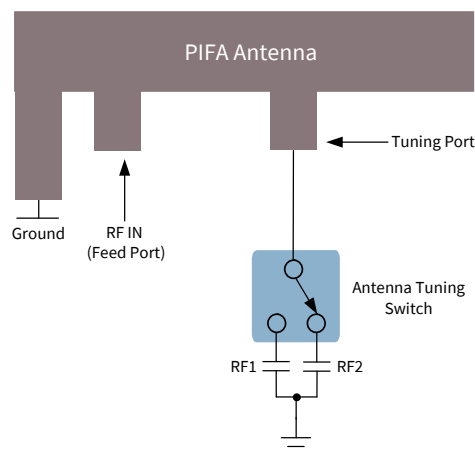 PIFA Antenna
Tuning Port
Ground
RF IN
(Feed Port)
Antenna Tuning
Switch
RF1
RF2